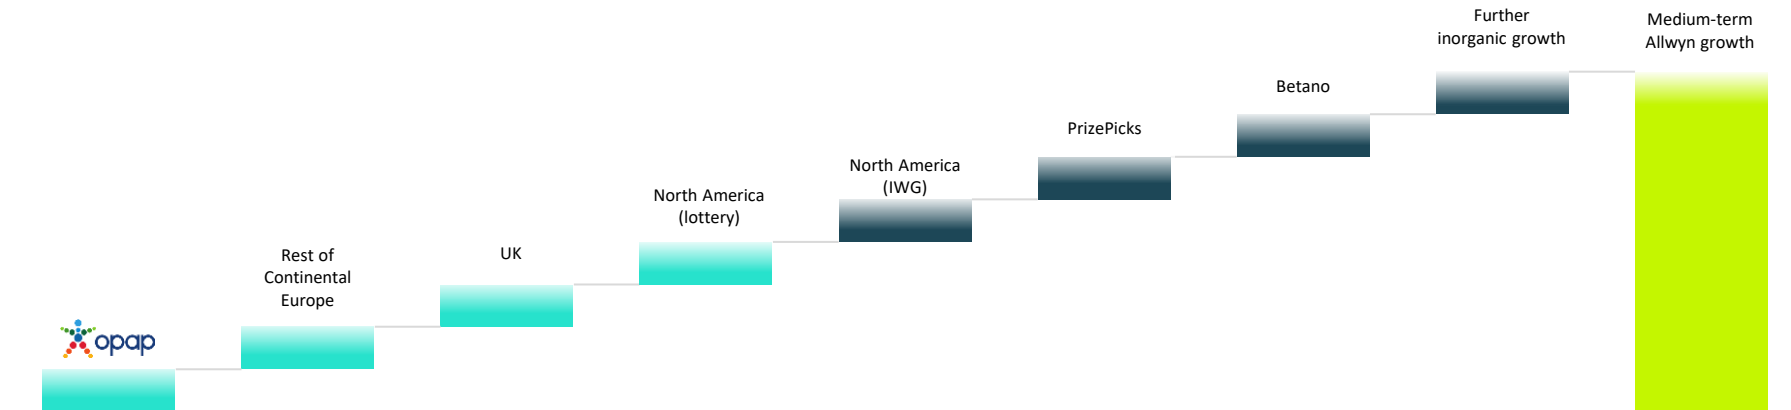 opap
Rest of
Continental
Europe
UK
North America
(lottery)
North America
(IWG)
PrizePicks
Betano
Further
inorganic growth
Medium-term
Allwyn growth